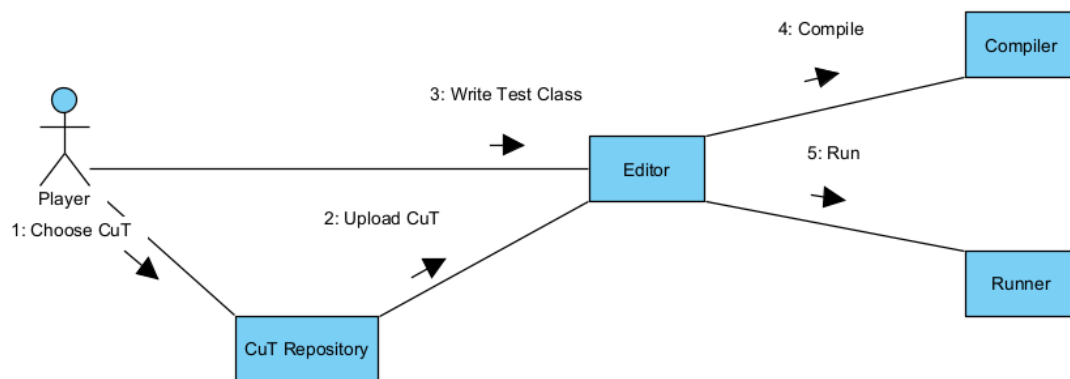 4: Compile
Compiler
3: Write Test Class
Editor
5: Run
Player
1: Choose CuT
2: Upload CuT
Runner
CuT Repository